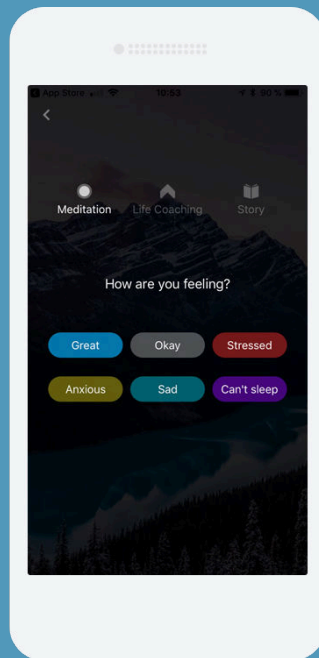 App Store 10:53 90 %
Meditation Life Coaching Story
How are you feeling?
Great Okay Stressed
Anxious Sad Can't sleep